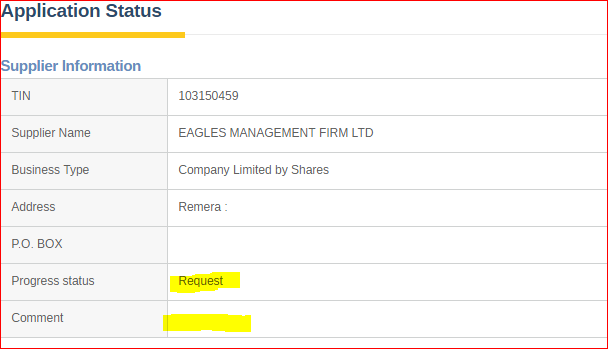 Application Status
Supplier Information
TIN 103150459
Supplier Name EAGLES MANAGEMENT FIRM LTD
Business Type Company Limited by Shares
Address Remera :
P.O. BOX
Progress status Request
Comment